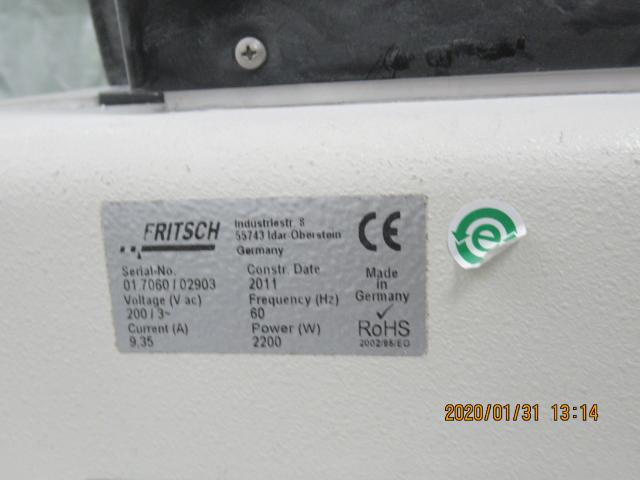 FRITSCH
Industriestr. 8
55743 Idar-Oberstein
Germany
CE
Serial-No.
01.7060 / 02903
Constr. Date
2011
Voltage (V ac)
200 / 3~
Frequency (Hz)
60
Current (A)
9,35
Power (W)
2200
Made
in
Germany
RoHS
2002/95/EG
e
2020/01/31 13:14